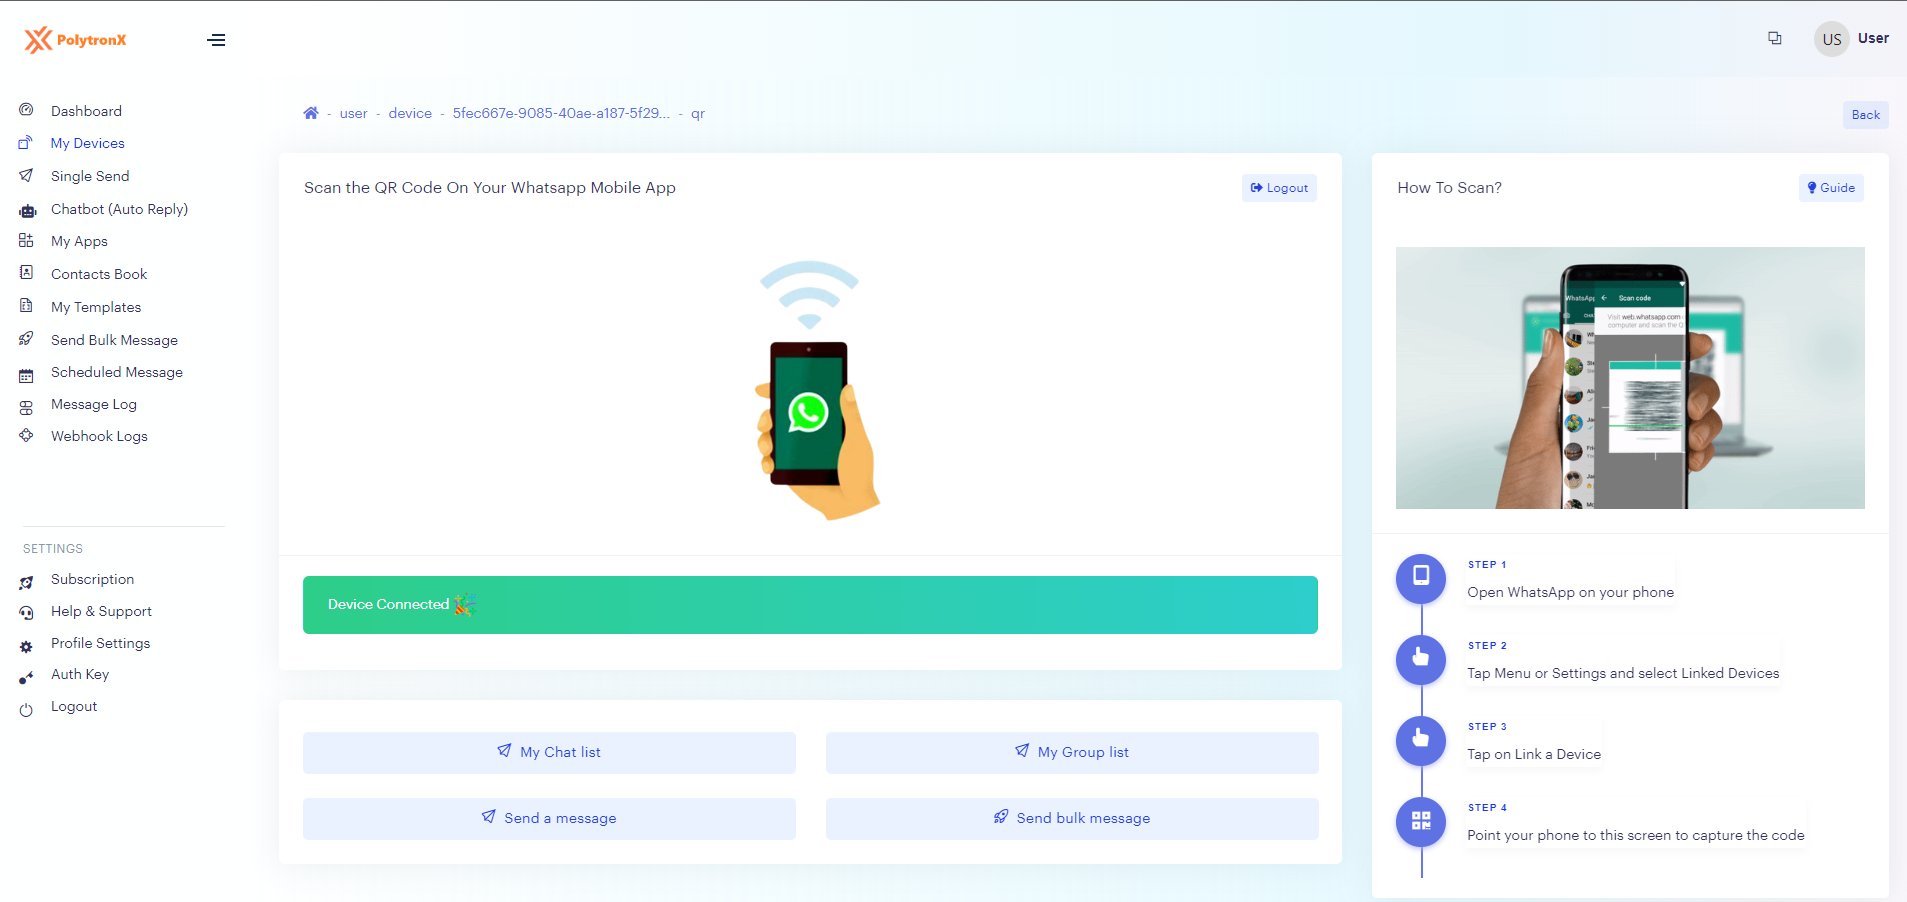 PolytronX
US User
Dashboard
My Devices
Single Send
Chatbot (Auto Reply)
My Apps
Contacts Book
My Templates
Send Bulk Message
Scheduled Message
Message Log
Webhook Logs
SETTINGS
Subscription
Help & Support
Profile Settings
Auth Key
Logout
- user - device - 5fec667e-9085-40ae-a187-5f29... - qr
Back
Scan the QR Code On Your Whatsapp Mobile App
Logout
Device Connected
My Chat list
My Group list
Send a message
Send bulk message
How To Scan?
Guide
WhatsApp
Scan code
Visit web.whatsapp.com
computer and scan the Q
STEP 1
Open WhatsApp on your phone
STEP 2
Tap Menu or Settings and select Linked Devices
STEP 3
Tap on Link a Device
STEP 4
Point your phone to this screen to capture the code